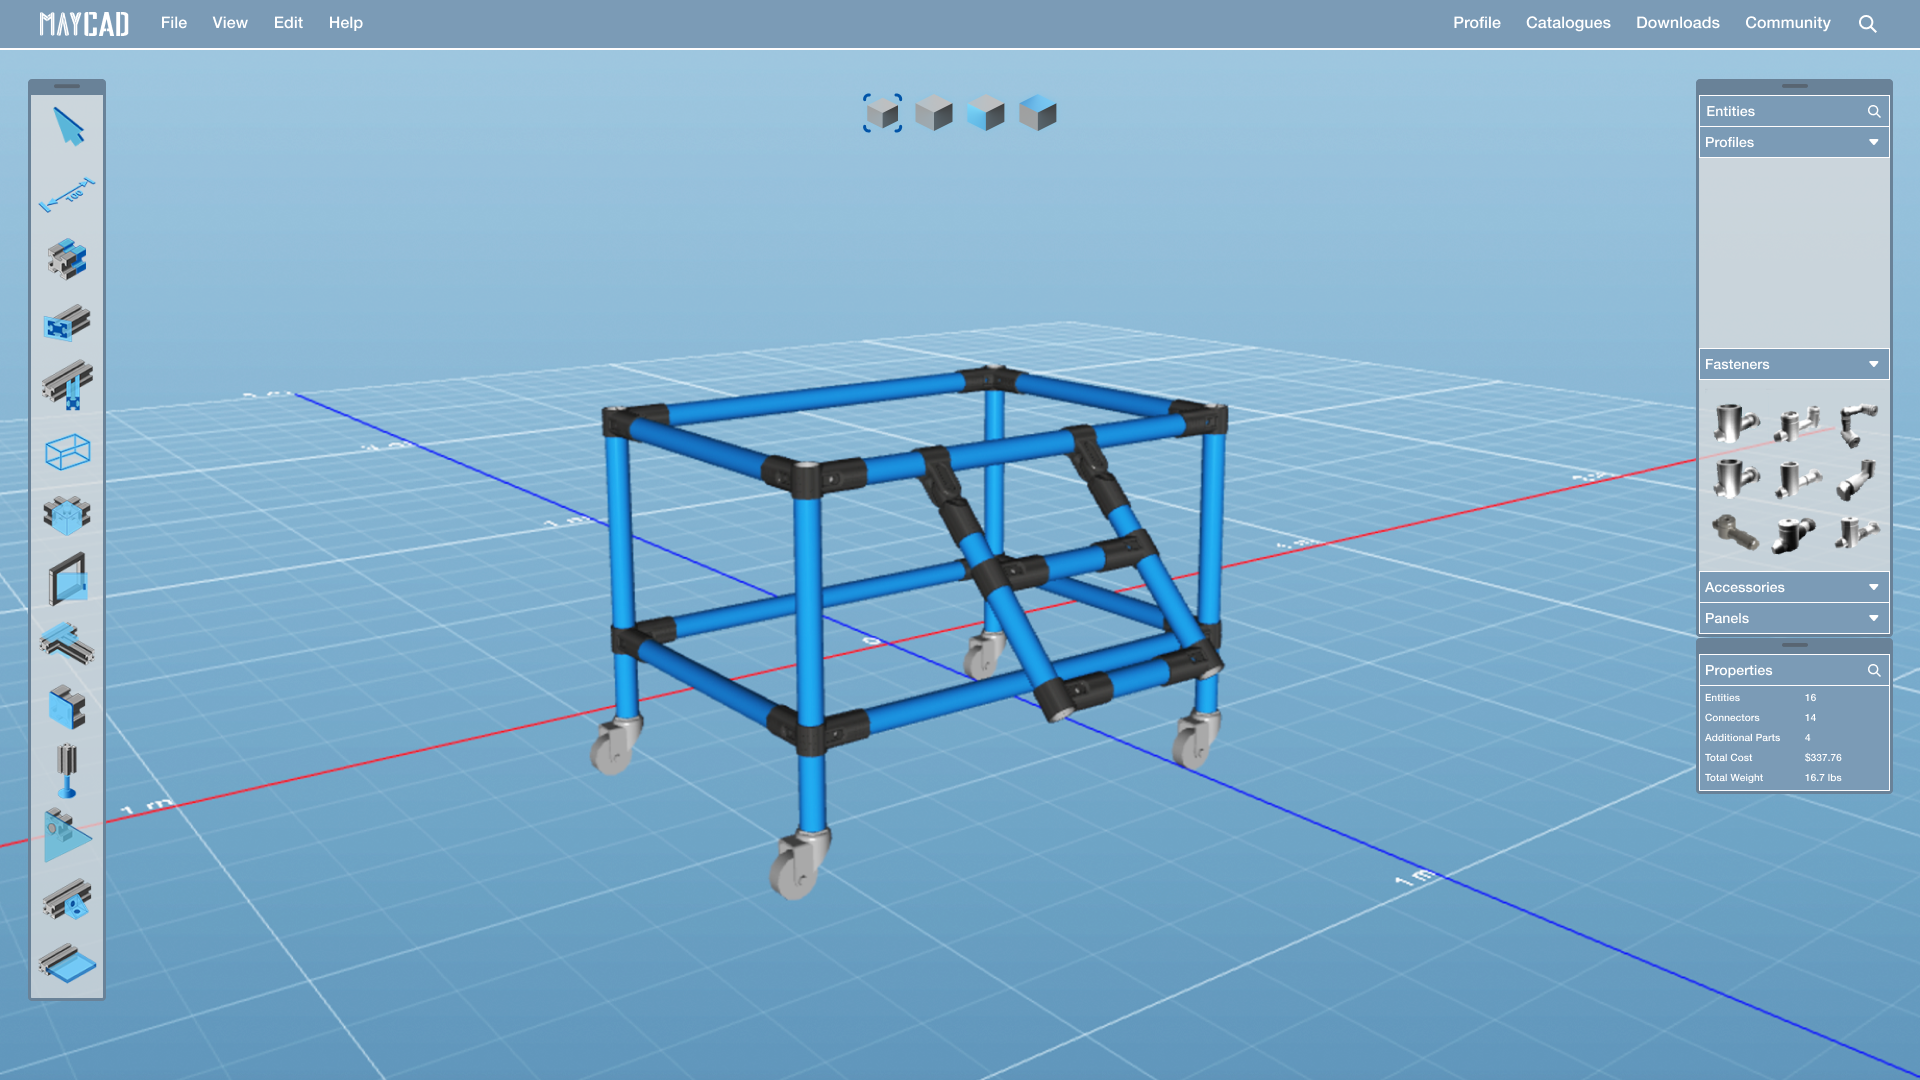 MAYCAD File View Edit Help Profile Catalogues Downloads Community
100
Entities
Profiles
Fasteners
Accessories
Panels
Properties
Entities 16
Connectors 14
Additional Parts 4
Total Cost $337.76
Total Weight 16.7 lbs
1 m
0
1 m
1 m